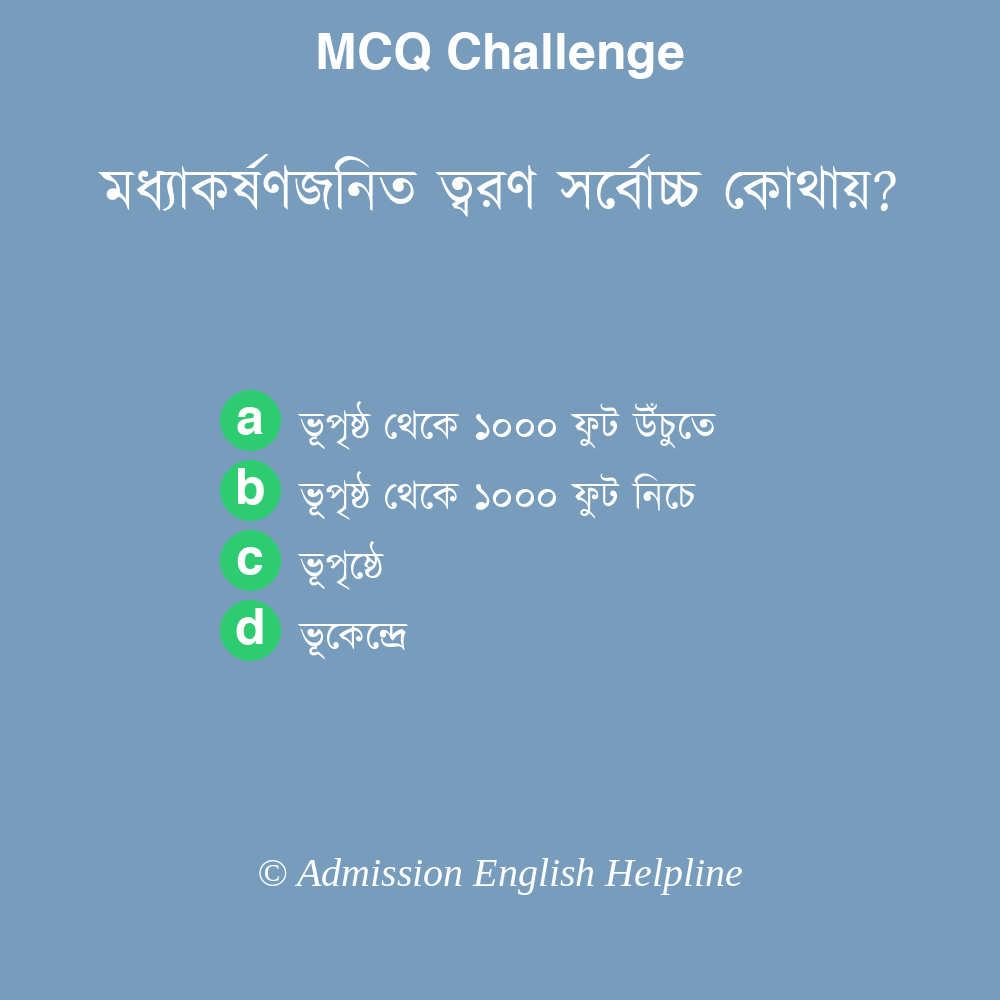 MCQ Challenge
মধ্যাকর্ষণজনিত ত্বরণ সর্বোচ্চ কোথায়?
a ভূপৃষ্ঠ থেকে ১০০০ ফুট উঁচুতে
b ভূপৃষ্ঠ থেকে ১০০০ ফুট নিচে
c ভূপৃষ্ঠে
d ভূকেন্দ্রে
© Admission English Helpline